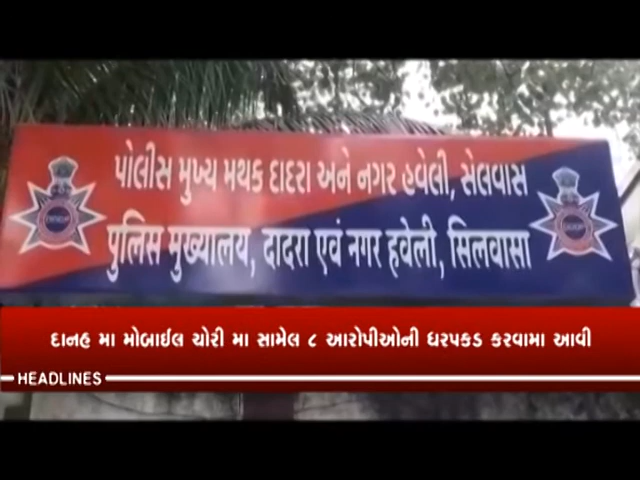 પોલીસ મુખ્ય મથક દાદરા અને નગર હવેલી, સેલવાસ
पुलिस मुख्यालय, दादरा एवं नगर हवेली, सिलवासा
દાનહ મા મોબાઈલ ચોરી મા સામેલ ૮ આરોપીઓની ધરપકડ કરવામા આવી
HEADLINES